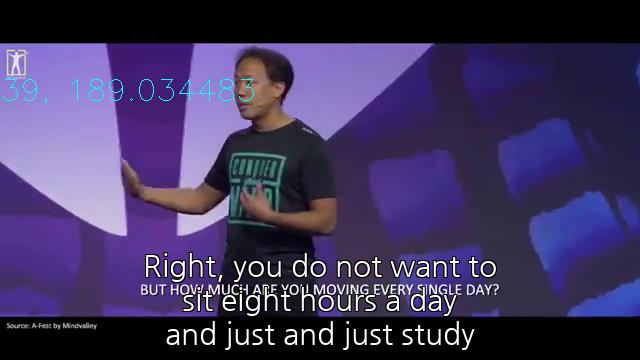 39, 189.034483
CONQUER
Right, you do not want to
BUT HOW MUCH ARE YOU MOVING EVERY SINGLE DAY?
sit eight hours a day
Source: A-Fest by Mindvalley
and just and just study